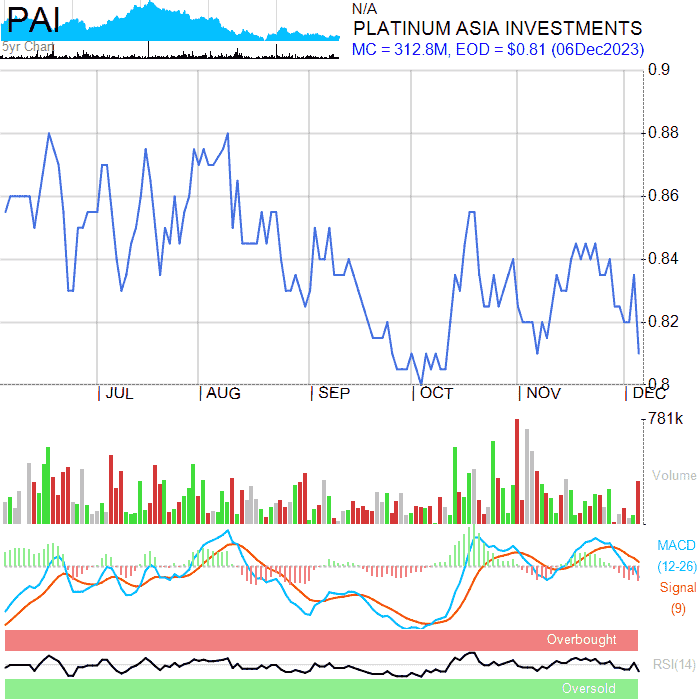 PAI
5yr Chart
N/A
PLATINUM ASIA INVESTMENTS
MC = 312.8M, EOD = $0.81 (06Dec2023)
0.9
0.88
0.86
0.84
0.82
0.8
JUL AUG SEP OCT NOV DEC
781k
Volume
MACD
(12-26)
Signal
(9)
Overbought
RSI(14)
Oversold